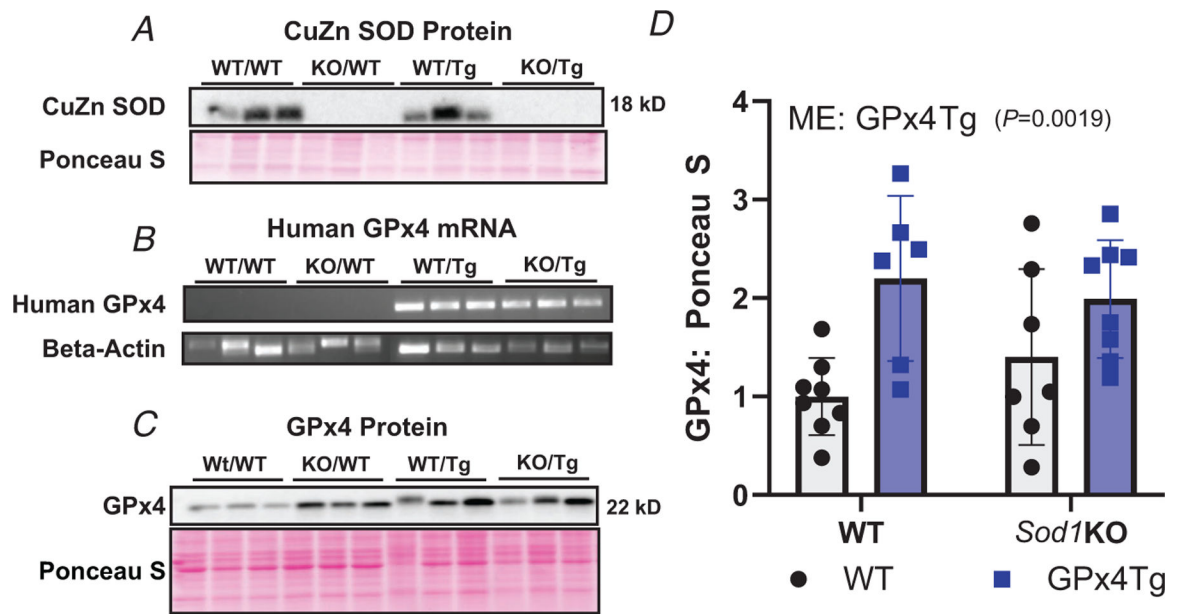 A
CuZn SOD Protein
WT/WT KO/WT WT/Tg KO/Tg
CuZn SOD
18 kD
Ponceau S
B
Human GPx4 mRNA
WT/WT KO/WT WT/Tg KO/Tg
Human GPx4
Beta-Actin
C
GPx4 Protein
Wt/WT KO/WT WT/Tg KO/Tg
GPx4
22 kD
Ponceau S
D
ME: GPx4Tg (P=0.0019)
GPx4: Ponceau S
4
3
2
1
0
WT Sod1KO
WT GPx4Tg